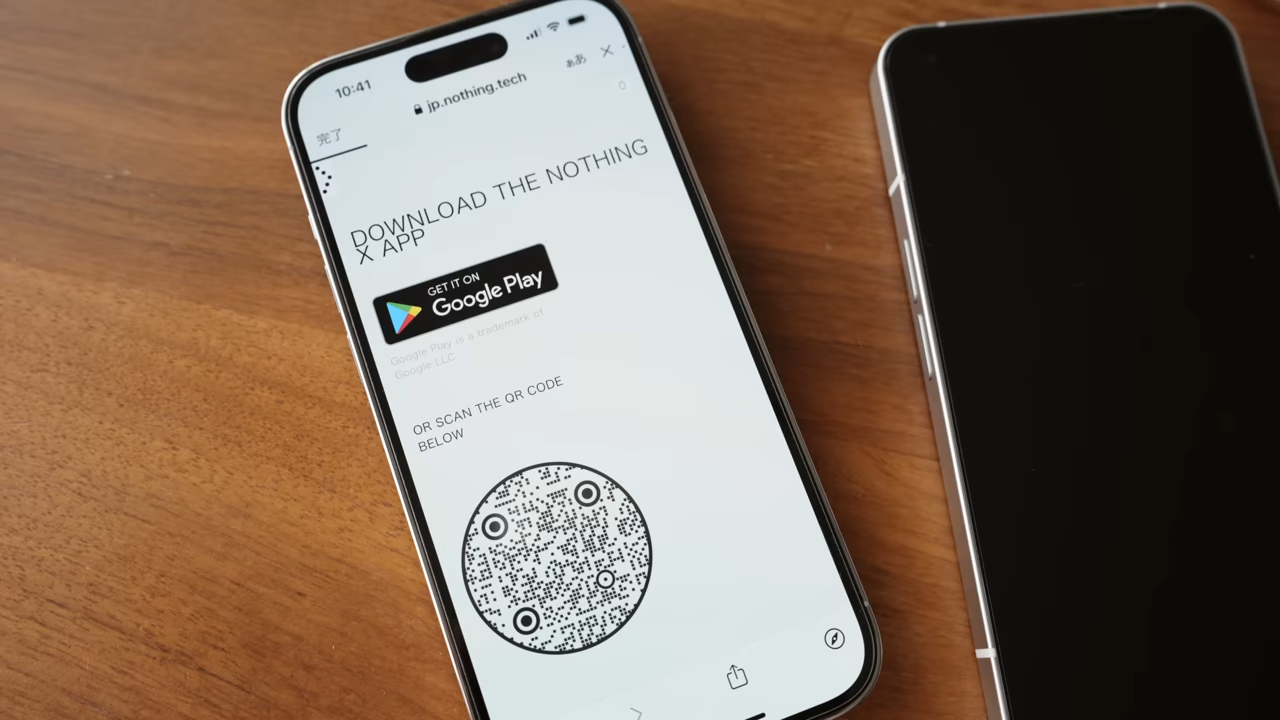 10:41
jp.nothing.tech
ぁあ
完了
DOWNLOAD THE NOTHING
X APP
GET IT ON
Google Play
Google Play is a trademark of
Google LLC
OR SCAN THE QR CODE
BELOW